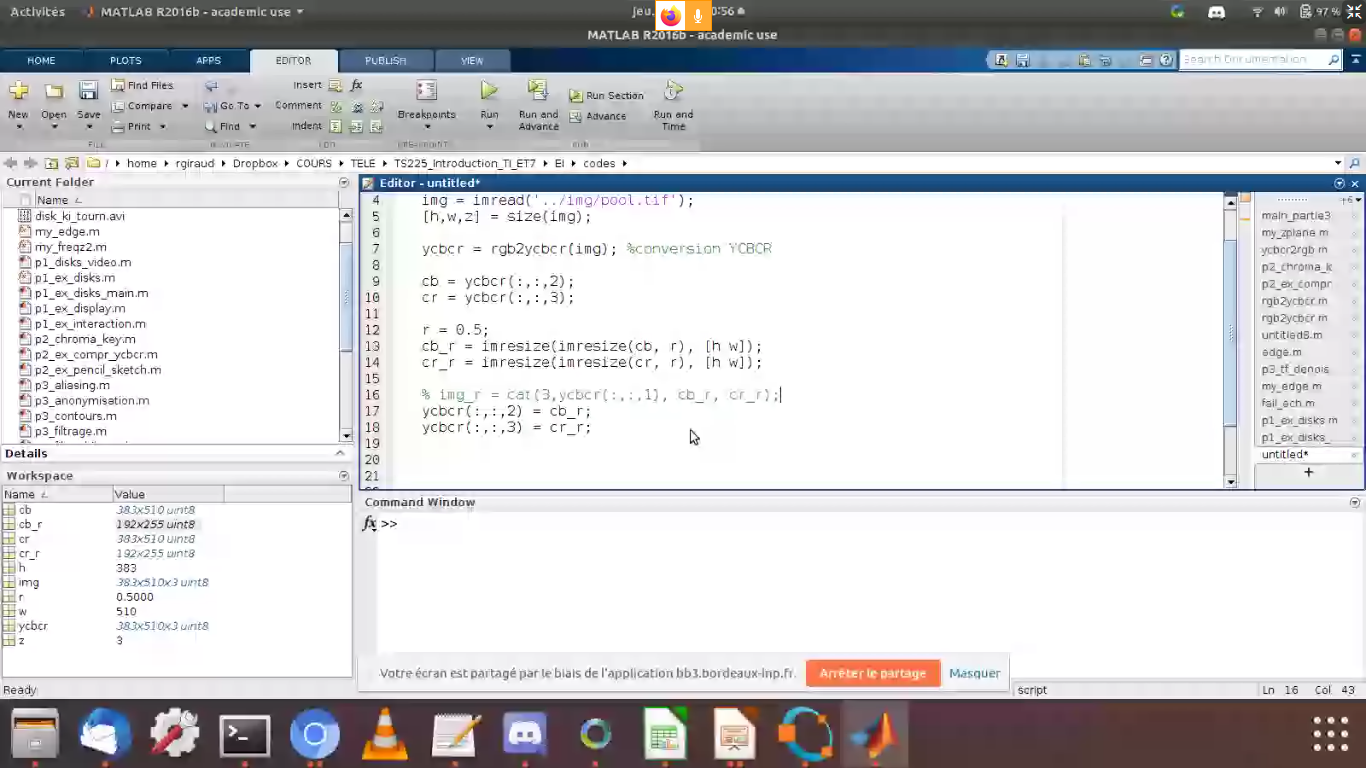 Activités MATLAB R2016b - academic use jeu. 0:56 97 %
MATLAB R2016b - academic use
HOME PLOTS APPS EDITOR PUBLISH VIEW Search Documentation
New Open Save Find Files Compare Print Go To Find Insert fx Comment Indent Breakpoints Run Run and Advance Run Section Advance Run and Time
FILE NAVIGATE EDIT BREAKPOINTS RUN
/ home rgiraud Dropbox COURS TELE TS225_Introduction_TI_ET7 EI codes
Current Folder
Name
disk_ki_tourn.avi
my_edge.m
my_freqz2.m
p1_disks_video.m
p1_ex_disks.m
p1_ex_disks_main.m
p1_ex_display.m
p1_ex_interaction.m
p2_chroma_key.m
p2_ex_compr_ycbcr.m
p2_ex_pencil_sketch.m
p3_aliasing.m
p3_anonymisation.m
p3_contours.m
p3_filtrage.m
Details
Workspace
Name Value
cb 383x510 uint8
cb_r 192x255 uint8
cr 383x510 uint8
cr_r 192x255 uint8
h 383
img 383x510x3 uint8
r 0.5000
w 510
ycbcr 383x510x3 uint8
z 3
Editor - untitled*
4 img = imread('../img/pool.tif');
5 [h,w,z] = size(img);
6
7 ycbcr = rgb2ycbcr(img); %conversion YCBCR
8
9 cb = ycbcr(:,:,2);
10 cr = ycbcr(:,:,3);
11
12 r = 0.5;
13 cb_r = imresize(imresize(cb, r), [h w]);
14 cr_r = imresize(imresize(cr, r), [h w]);
15
16 % img_r = cat(3,ycbcr(:,:,1), cb_r, cr_r);
17 ycbcr(:,:,2) = cb_r;
18 ycbcr(:,:,3) = cr_r;
19
20
21
+6
main_partie3
my_zplane.m
ycbcr2rgb.m
p2_chroma_k
p2_ex_compr
rgb2ycbcr.m
rgb2ycbcr.m
untitled8.m
edge.m
p3_tf_denois
my_edge.m
fail_ech.m
p1_ex_disks.m
p1_ex_disks_
untitled*
+
Command Window
fx >>
Votre écran est partagé par le biais de l'application bb3.bordeaux-inp.fr. Arrêter le partage Masquer
Ready script Ln 16 Col 43